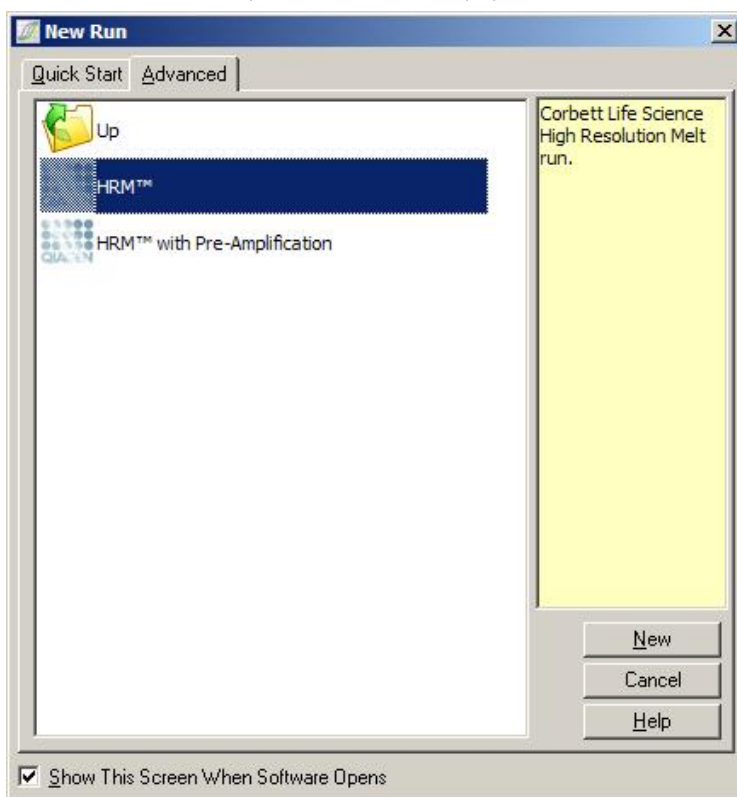 New Run
Quick Start Advanced
Up
HRM™
QIAGEN
HRM™ with Pre-Amplification
Corbett Life Science
High Resolution Melt
run.
New
Cancel
Help
Show This Screen When Software Opens